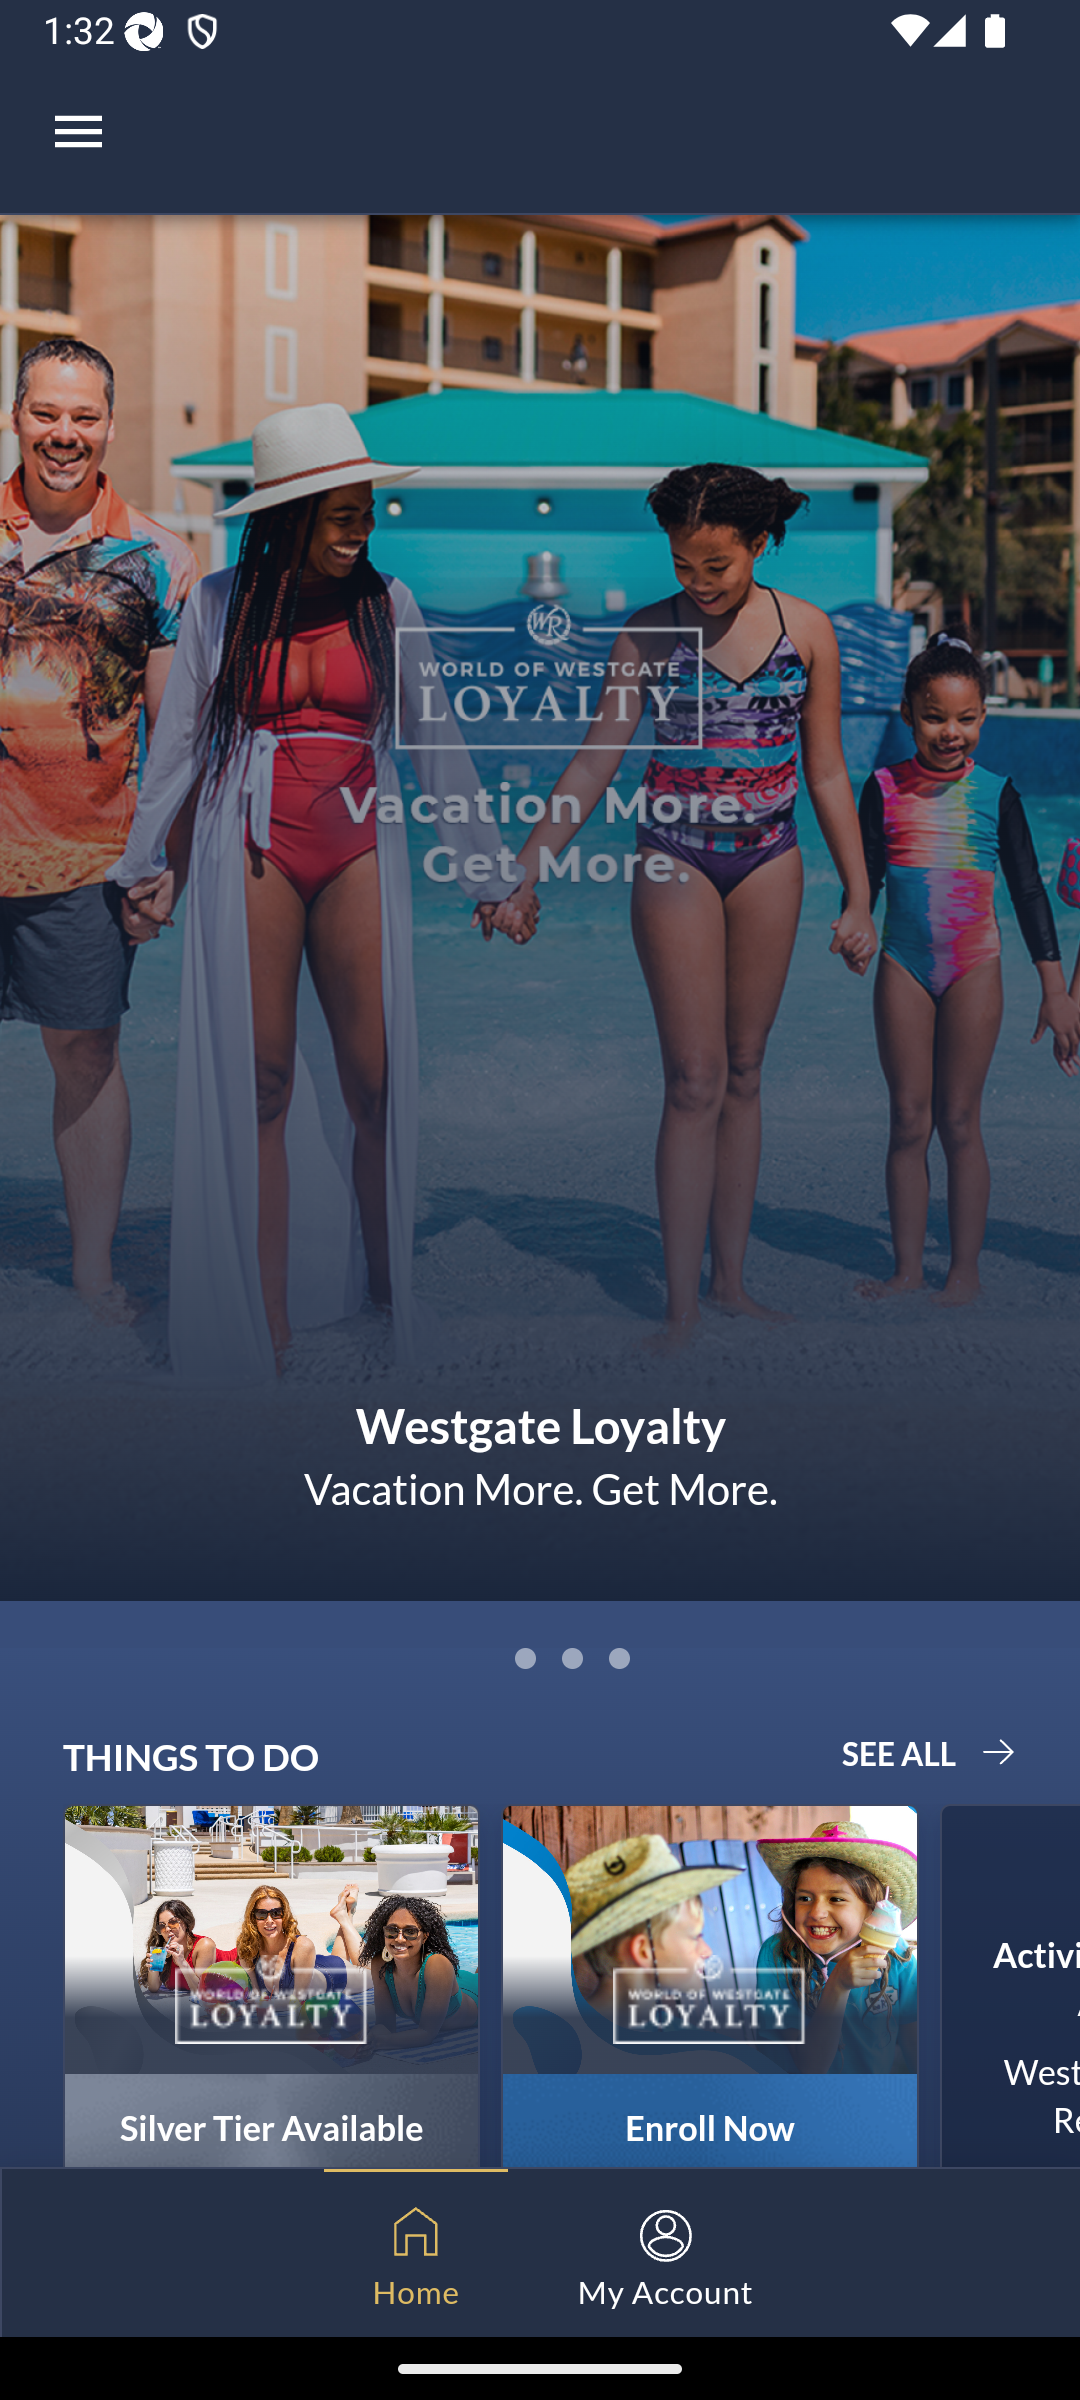 1:32
WR
WORLD OF WESTGATE
LOYALTY
Vacation More.
Get More.
Westgate Loyalty
Vacation More. Get More.
THINGS TO DO
SEE ALL
WORLD OF WESTGATE
LOYALTY
WORLD OF WESTGATE
LOYALTY
Silver Tier Available
Enroll Now
Activi
West
Re
Home
My Account